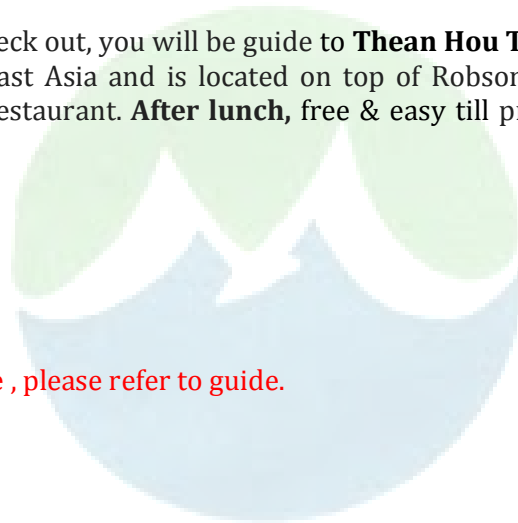 eck out, you will be guide to Thean Hou T
ast Asia and is located on top of Robson
estaurant. After lunch, free & easy till p
e , please refer to guide.